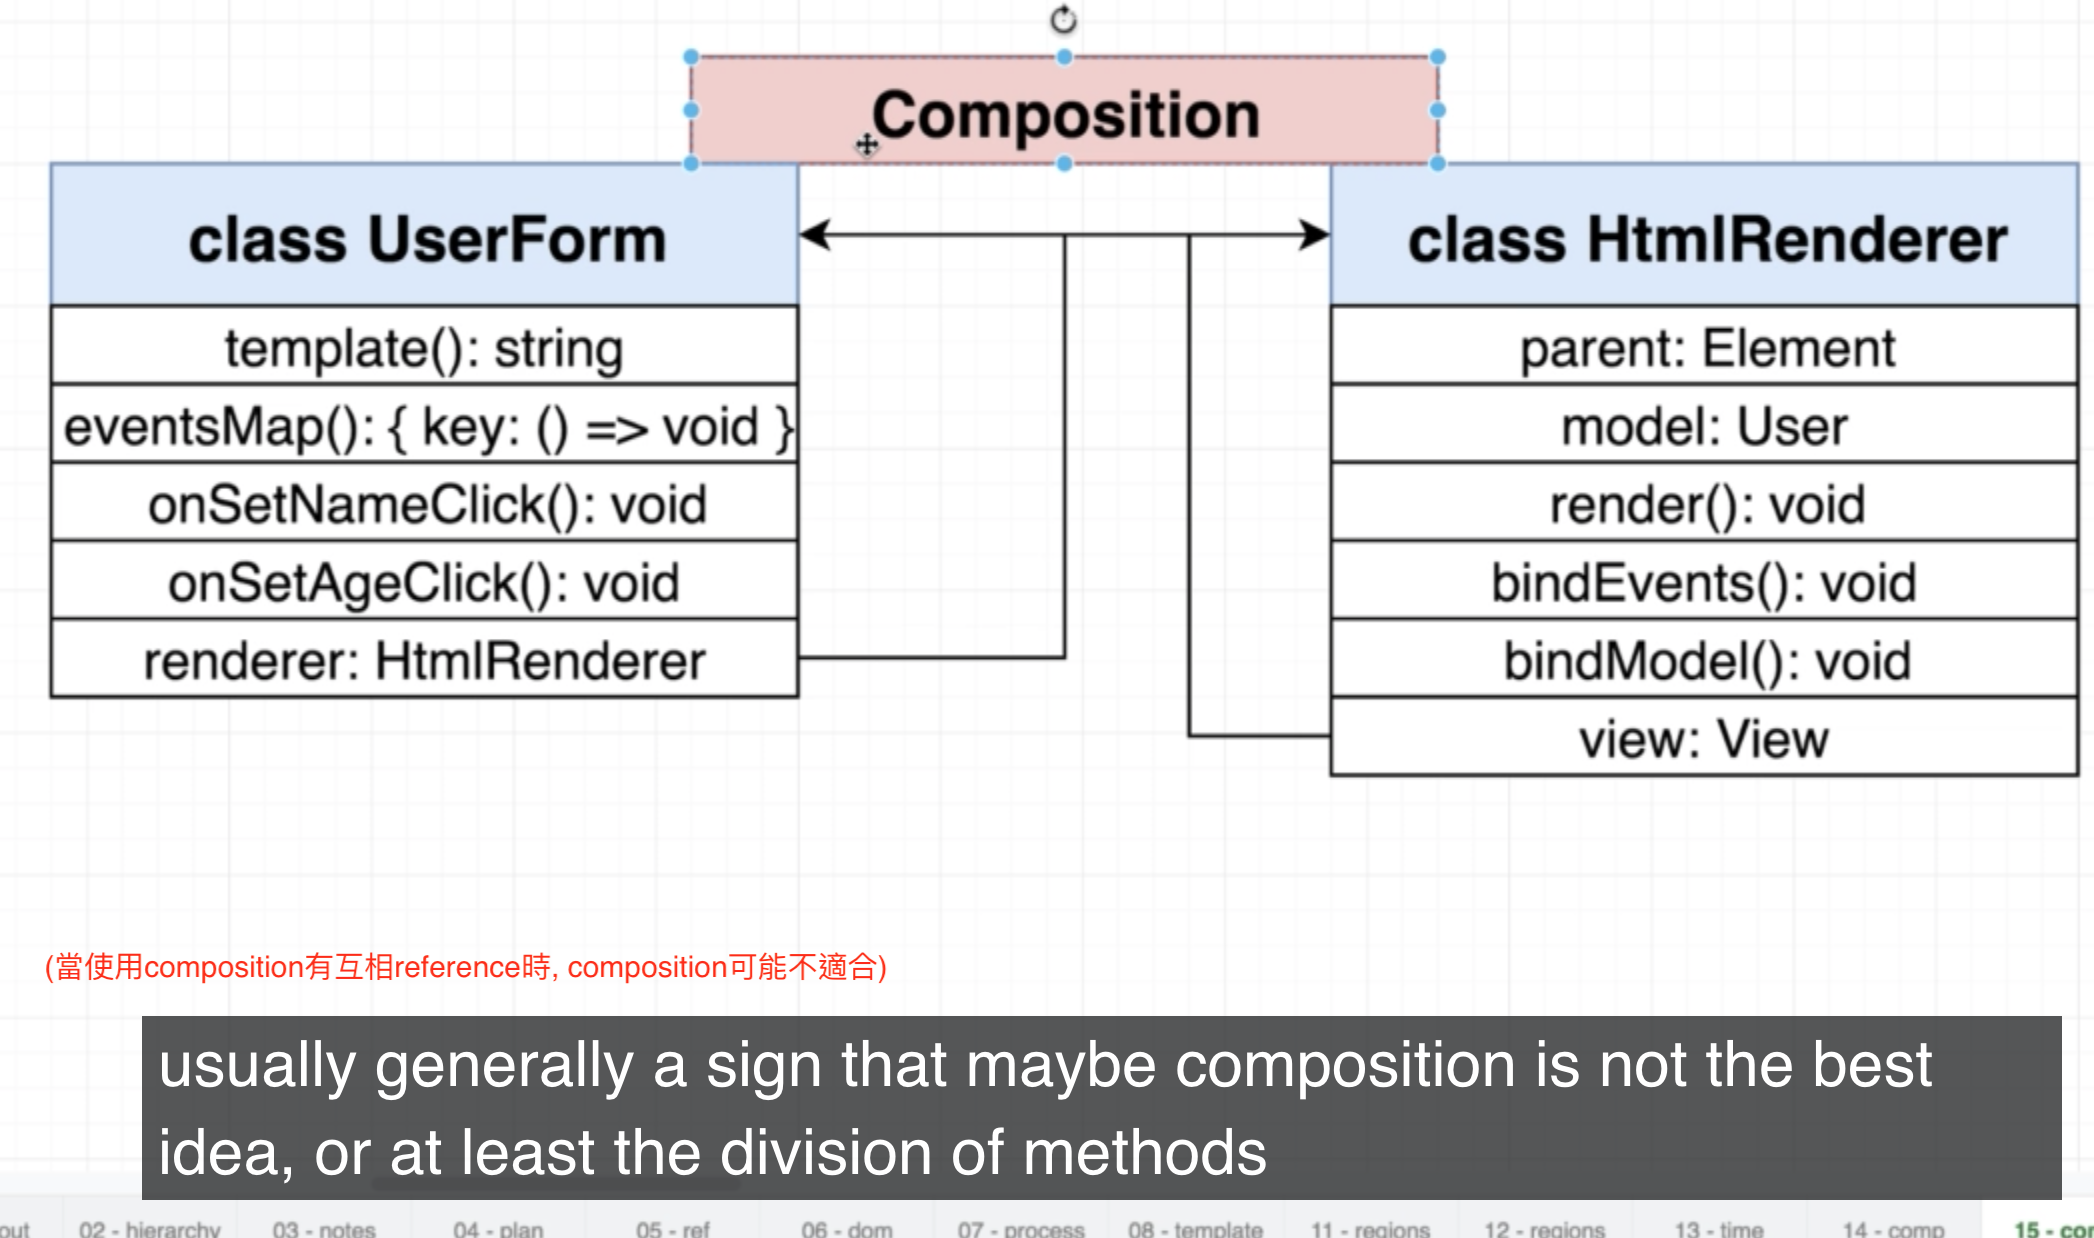 Composition
class UserForm
template(): string
eventsMap(): { key: () => void }
onSetNameClick(): void
onSetAgeClick(): void
renderer: HtmlRenderer
class HtmlRenderer
parent: Element
model: User
render(): void
bindEvents(): void
bindModel(): void
view: View
(當使用composition有互相reference時, composition可能不適合)
usually generally a sign that maybe composition is not the best
idea, or at least the division of methods
out 02 - hierarchy 03 - notes 04 - plan 05 - ref 06 - dom 07 - process 08 - template 11 - regions 12 - regions 13 - time 14 - comp 15 - cor